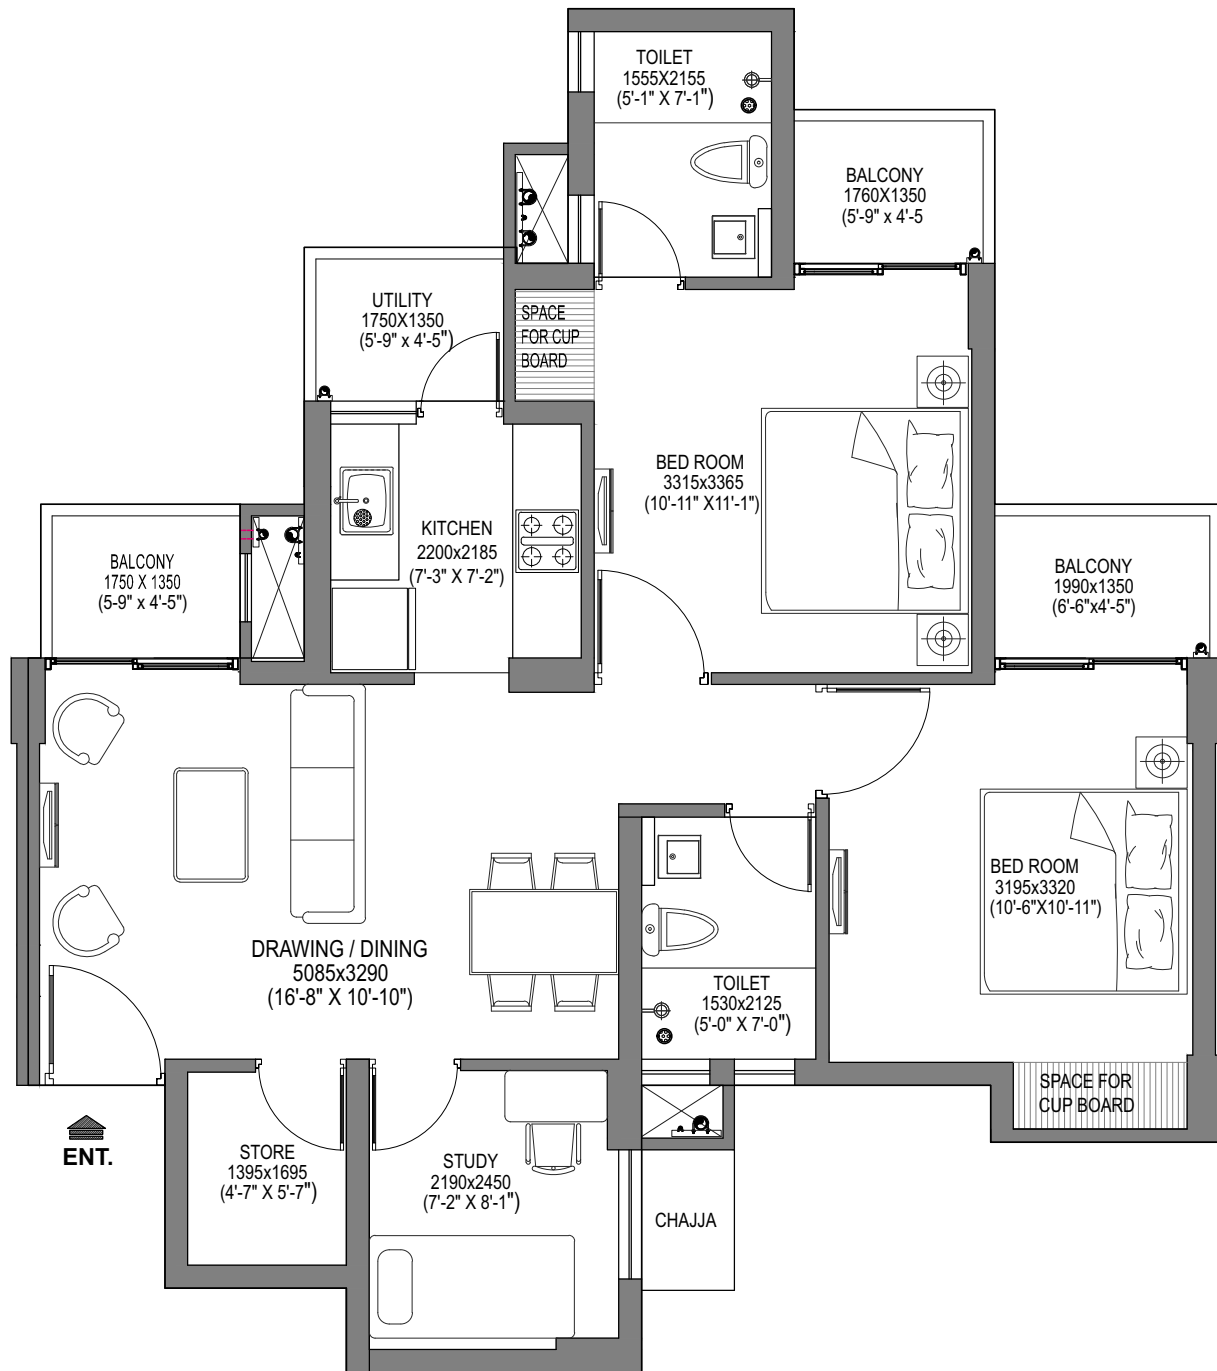 TOILET
1555X2155
(5'-1" X 7'-1")
BALCONY
1760X1350
(5'-9" x 4'-5
UTILITY
1750X1350
(5'-9" x 4'-5")
SPACE
FOR CUP
BOARD
BED ROOM
3315x3365
(10'-11" X11'-1")
KITCHEN
2200x2185
(7'-3" X 7'-2")
BALCONY
1750 X 1350
(5-9" x 4'-5")
BALCONY
1990x1350
(6'-6"x4'-5")
BED ROOM
3195x3320
(10'-6"X10'-11")
DRAWING / DINING
5085x3290
(16'-8" X 10'-10")
TOILET
1530x2125
(5'-0" X 7'-0")
SPACE FOR
CUP BOARD
ENT.
STORE
1395x1695
(4'-7" X 5'-7")
STUDY
2190x2450
(7'-2" X 8'-1")
CHAJJA